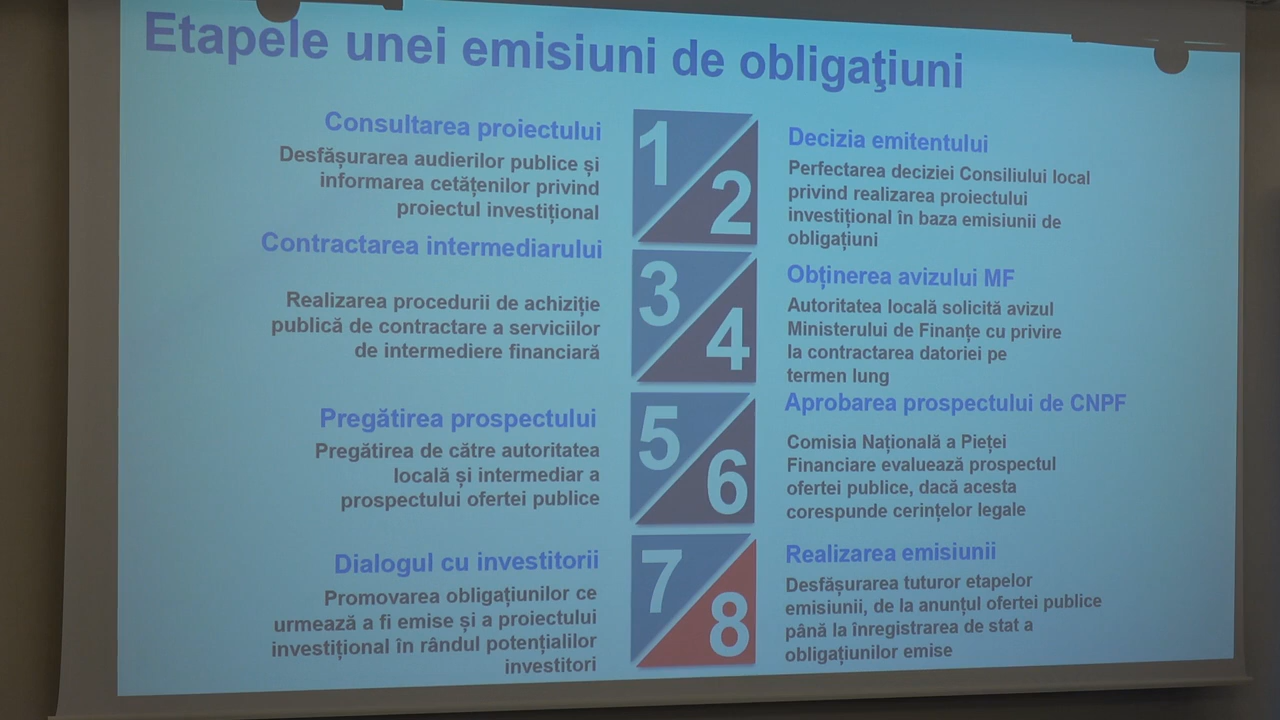 Etapele unei emisiuni de obligaţiuni
1
Consultarea proiectului
Desfășurarea audierilor publice și
informarea cetățenilor privind
proiectul investițional
2
Decizia emitentului
Perfectarea deciziei Consiliului local
privind realizarea proiectului
investițional în baza emisiunii de
obligațiuni
3
Contractarea intermediarului
Realizarea procedurii de achiziție
publică de contractare a serviciilor
de intermediere financiară
4
Obținerea avizului MF
Autoritatea locală solicită avizul
Ministerului de Finanțe cu privire
la contractarea datoriei pe
termen lung
5
Pregătirea prospectului
Pregătirea de către autoritatea
locală și intermediar a
prospectului ofertei publice
6
Aprobarea prospectului de CNPF
Comisia Națională a Pieței
Financiare evaluează prospectul
ofertei publice, dacă acesta
corespunde cerințelor legale
7
Dialogul cu investitorii
Promovarea obligațiunilor ce
urmează a fi emise și a proiectului
investițional în rândul potențialilor
investitori
8
Realizarea emisiunii
Desfășurarea tuturor etapelor
emisiunii, de la anunțul ofertei publice
până la înregistrarea de stat a
obligațiunilor emise